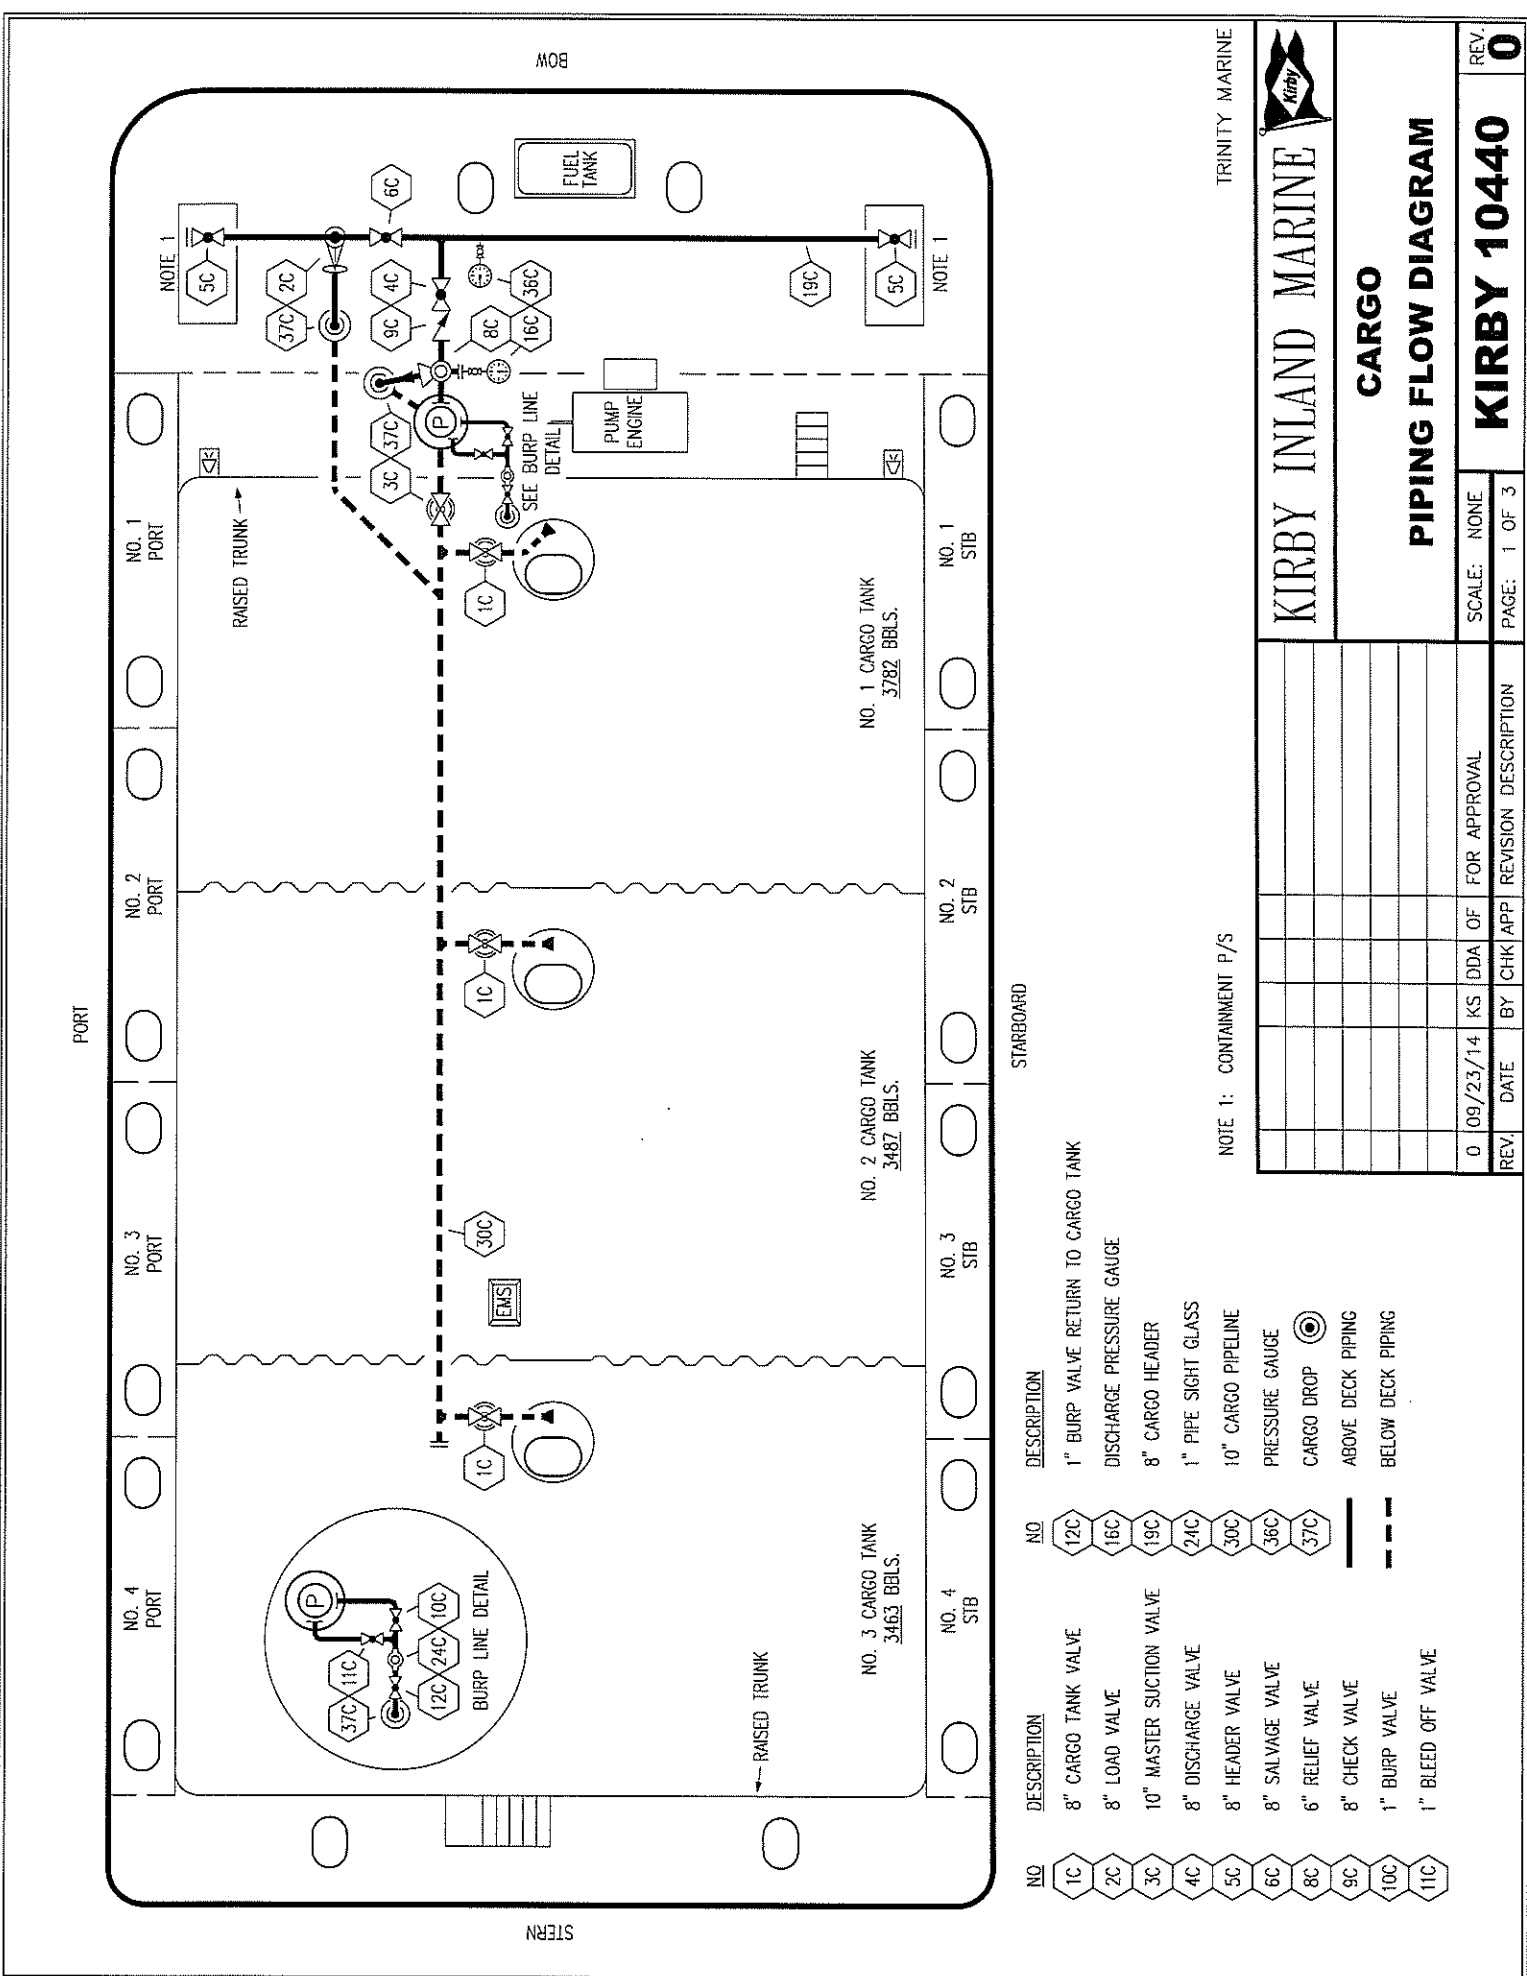 BOW
PORT
STARBOARD
STERN
NO. 1
PORT
NO. 2
PORT
NO. 3
PORT
NO. 4
PORT
NOTE 1
5C
37C
2C
6C
FUEL
TANK
9C
4C
8C
16C
36C
19C
5C
NOTE 1
RAISED TRUNK
3C
37C
P
SEE BURP LINE
DETAIL
PUMP
ENGINE
1C
1C
30C
EMS
1C
P
37C
11C
12C
24C
10C
BURP LINE DETAIL
NO. 1 CARGO TANK
3782 BBLS.
NO. 2 CARGO TANK
3487 BBLS.
NO. 3 CARGO TANK
3463 BBLS.
NO. 1
STB
NO. 2
STB
NO. 3
STB
NO. 4
STB
RAISED TRUNK
NO DESCRIPTION
1C 8" CARGO TANK VALVE
2C 8" LOAD VALVE
3C 10" MASTER SUCTION VALVE
4C 8" DISCHARGE VALVE
5C 8" HEADER VALVE
6C 8" SALVAGE VALVE
8C 6" RELIEF VALVE
9C 8" CHECK VALVE
10C 1" BURP VALVE
11C 1" BLEED OFF VALVE
NO DESCRIPTION
12C 1" BURP VALVE RETURN TO CARGO TANK
16C DISCHARGE PRESSURE GAUGE
19C 8" CARGO HEADER
24C 1" PIPE SIGHT GLASS
30C 10" CARGO PIPELINE
36C PRESSURE GAUGE
37C CARGO DROP
ABOVE DECK PIPING
BELOW DECK PIPING
NOTE 1: CONTAINMENT P/S
TRINITY MARINE
KIRBY INLAND MARINE
Kirby
CARGO
PIPING FLOW DIAGRAM
0 09/23/14 KS DDA OF FOR APPROVAL
REV. DATE BY CHK APP REVISION DESCRIPTION
SCALE: NONE
PAGE: 1 OF 3
KIRBY 10440
REV.
0